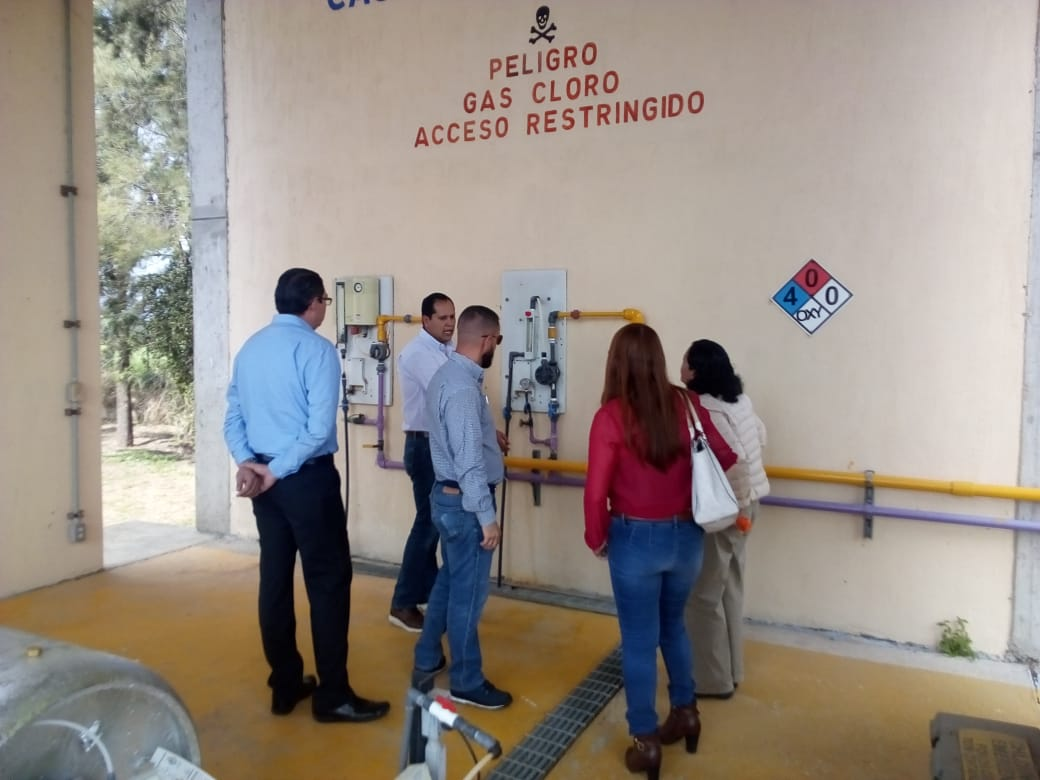 PELIGRO
GAS CLORO
ACCESO RESTRINGIDO
0
4 0
OXY